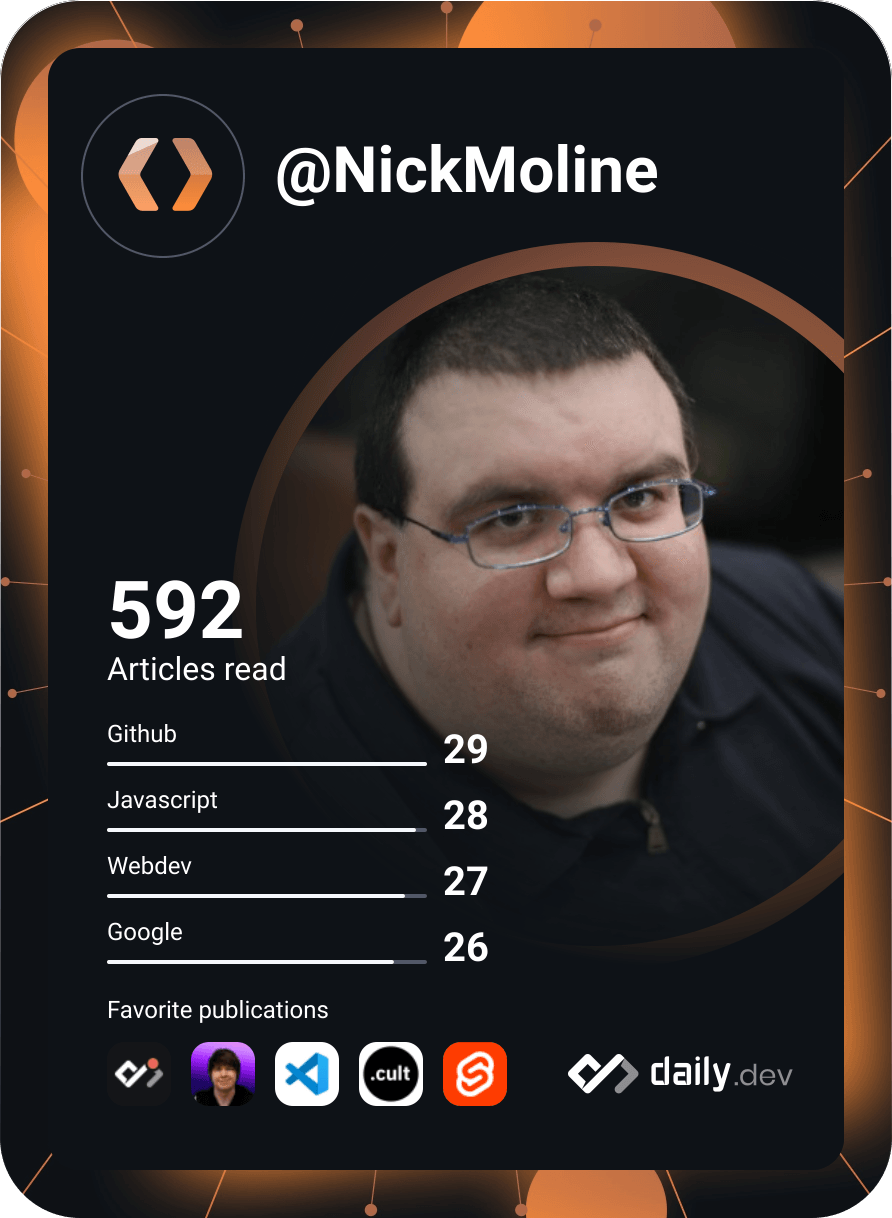 @NickMoline
592
Articles read
Github
29
Javascript
28
Webdev
27
Google
26
Favorite publications
.cult
daily.dev